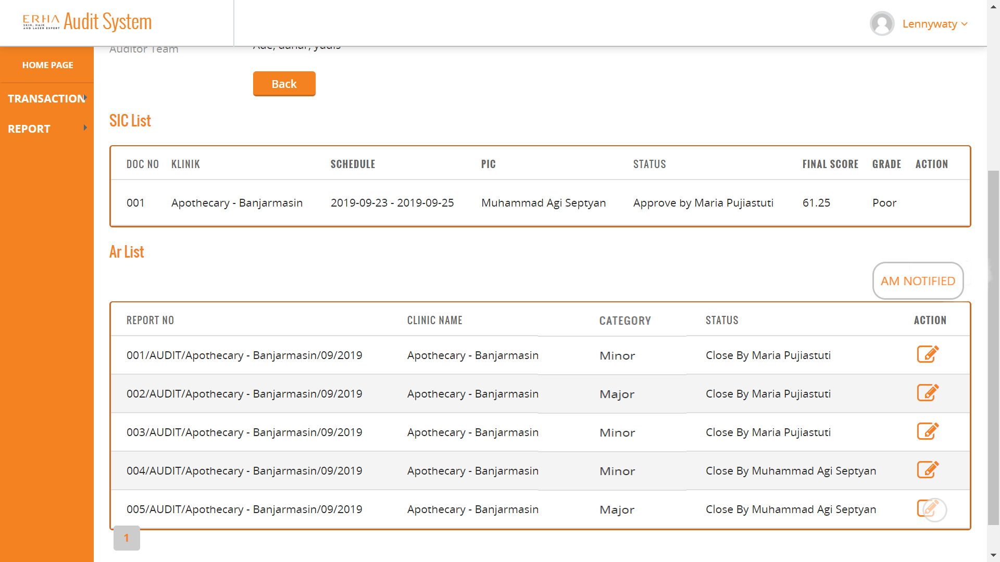 ERHA
SKIN, HAIR
AND LASER EXPERT
Audit System
Lennywaty
Auditor Team
HOME PAGE
TRANSACTION
REPORT
Back
SIC List
DOC NO KLINIK SCHEDULE PIC STATUS FINAL SCORE GRADE ACTION
001 Apothecary - Banjarmasin 2019-09-23 - 2019-09-25 Muhammad Agi Septyan Approve by Maria Pujiastuti 61.25 Poor
Ar List
AM NOTIFIED
REPORT NO CLINIC NAME CATEGORY STATUS ACTION
001/AUDIT/Apothecary - Banjarmasin/09/2019 Apothecary - Banjarmasin Minor Close By Maria Pujiastuti
002/AUDIT/Apothecary - Banjarmasin/09/2019 Apothecary - Banjarmasin Major Close By Maria Pujiastuti
003/AUDIT/Apothecary - Banjarmasin/09/2019 Apothecary - Banjarmasin Minor Close By Maria Pujiastuti
004/AUDIT/Apothecary - Banjarmasin/09/2019 Apothecary - Banjarmasin Minor Close By Muhammad Agi Septyan
005/AUDIT/Apothecary - Banjarmasin/09/2019 Apothecary - Banjarmasin Major Close By Muhammad Agi Septyan
1